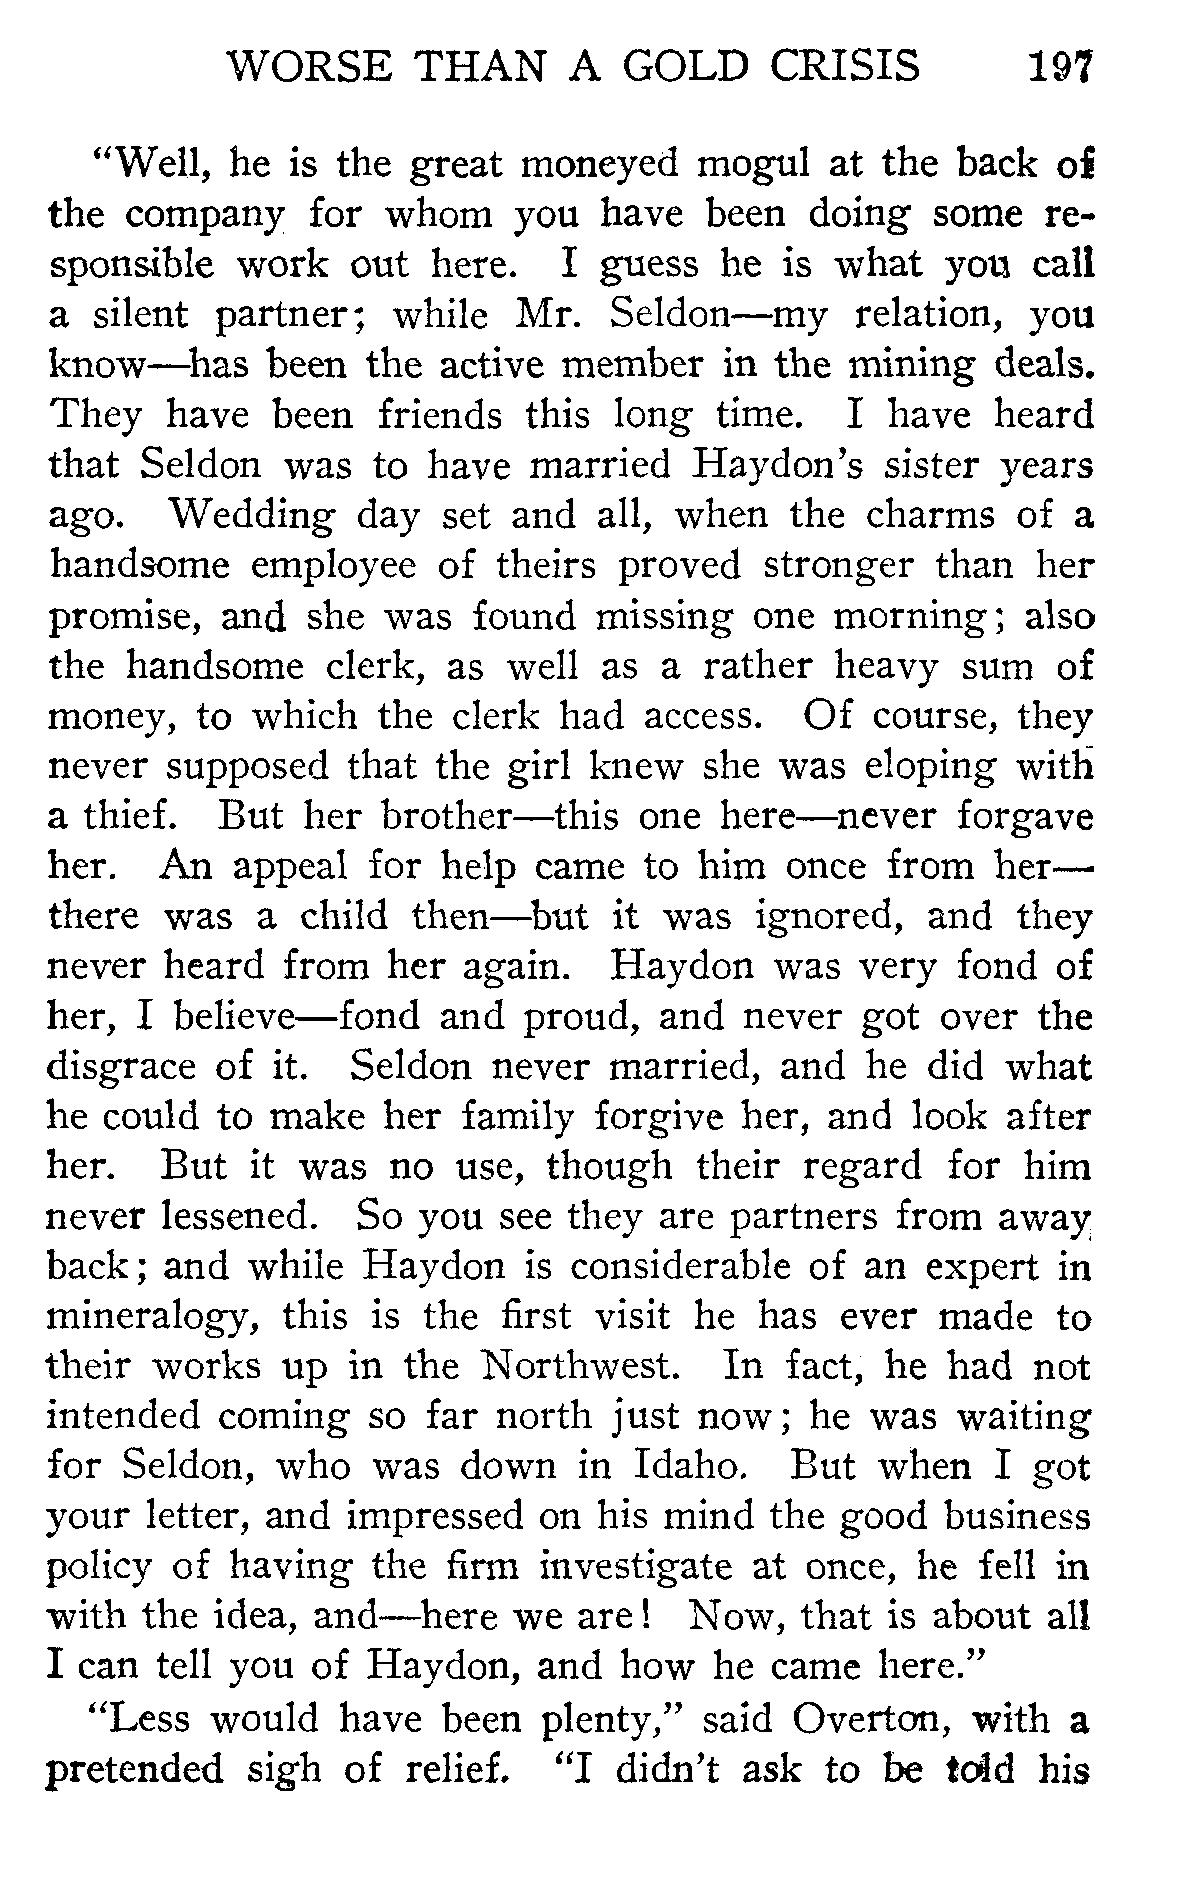 WORSE THAN A GOLD CRISIS 197
“Well, he is the great moneyed mogul at the back of
the company for whom you have been doing some re-
sponsible work out here. I guess he is what you call
a silent partner; while Mr. Seldon—my relation, you
know—has been the active member in the mining deals.
They have been friends this long time. I have heard
that Seldon was to have married Haydon’s sister years
ago. Wedding day set and all, when the charms of a
handsome employee of theirs proved stronger than her
promise, and she was found missing one morning; also
the handsome clerk, as well as a rather heavy sum of
money, to which the clerk had access. Of course, they
never supposed that the girl knew she was eloping with
a thief. But her brother—this one here—never forgave
her. An appeal for help came to him once from her—
there was a child then—but it was ignored, and they
never heard from her again. Haydon was very fond of
her, I believe—fond and proud, and never got over the
disgrace of it. Seldon never married, and he did what
he could to make her family forgive her, and look after
her. But it was no use, though their regard for him
never lessened. So you see they are partners from away
back; and while Haydon is considerable of an expert in
mineralogy, this is the first visit he has ever made to
their works up in the Northwest. In fact, he had not
intended coming so far north just now; he was waiting
for Seldon, who was down in Idaho. But when I got
your letter, and impressed on his mind the good business
policy of having the firm investigate at once, he fell in
with the idea, and—here we are! Now, that is about all
I can tell you of Haydon, and how he came here.”
“Less would have been plenty,” said Overton, with a
pretended sigh of relief. “I didn’t ask to be told his